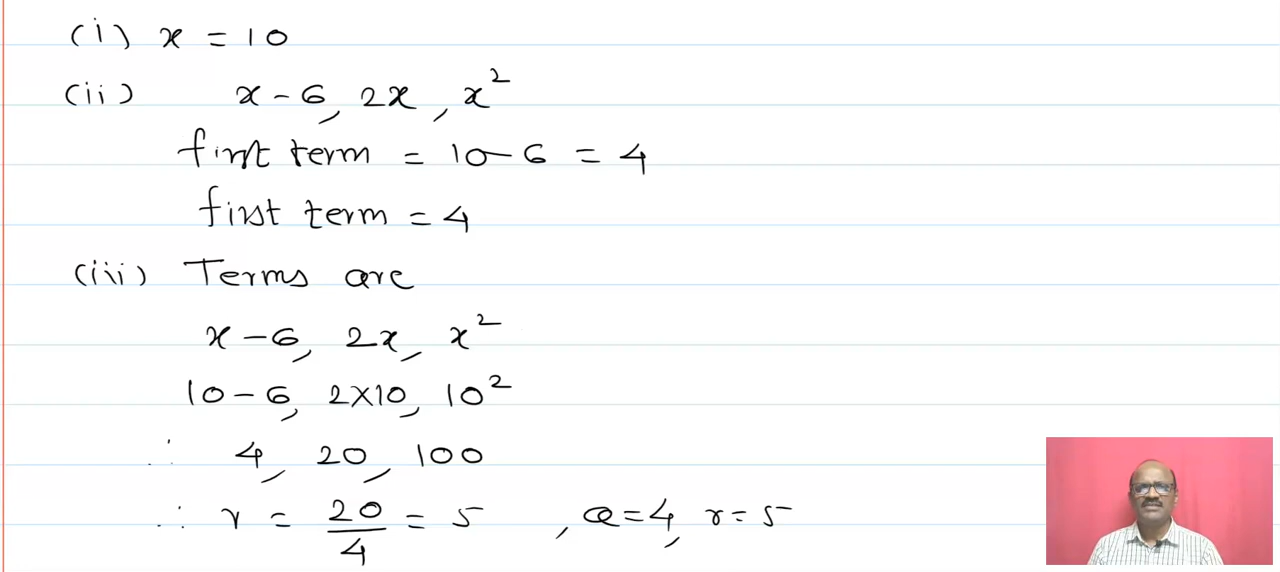 (i) x = 10
(ii) x - 6, 2x, x²
first term = 10 - 6 = 4
first term = 4
(iii) Terms are
x - 6, 2x, x²
10 - 6, 2×10, 10²
∴ 4, 20, 100
∴ r = 20/4 = 5 , a = 4, r = 5